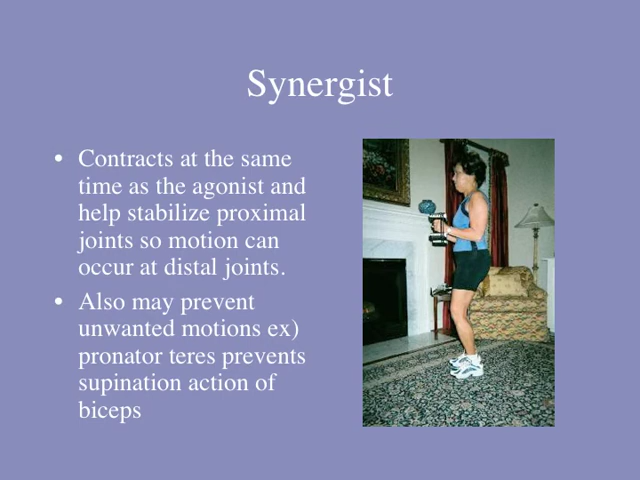 Synergist
• Contracts at the same
time as the agonist and
help stabilize proximal
joints so motion can
occur at distal joints.
• Also may prevent
unwanted motions ex)
pronator teres prevents
supination action of
biceps